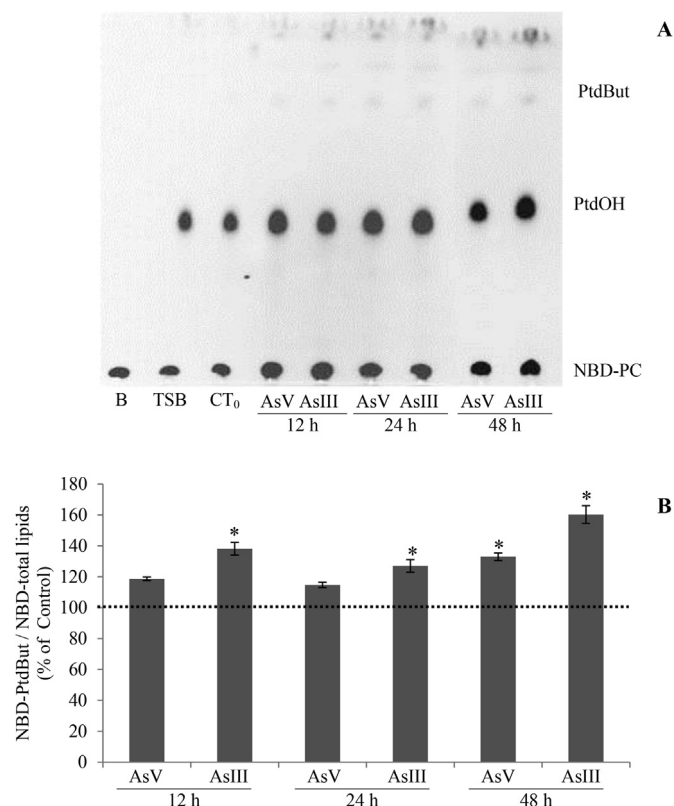 A
PtdBut
PtdOH
NBD-PC
B TSB CT₀ AsV AsIII AsV AsIII AsV AsIII
12 h 24 h 48 h
B
NBD-PtdBut / NBD-total lipids
(% of Control)
180
160
140
120
100
80
60
40
20
0
* * * *
AsV AsIII AsV AsIII AsV AsIII
12 h 24 h 48 h